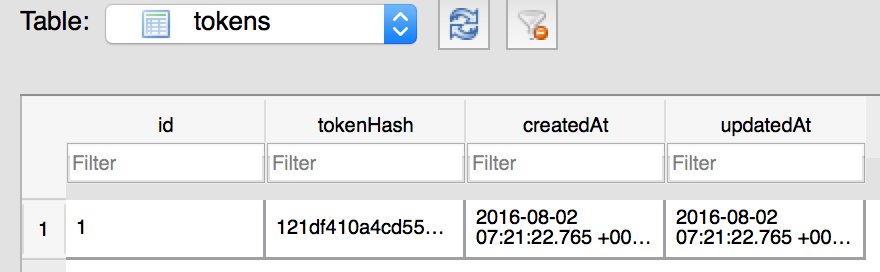 Table: tokens
id tokenHash createdAt updatedAt
Filter Filter Filter Filter
1 1 121df410a4cd55... 2016-08-02 07:21:22.765 +00... 2016-08-02 07:21:22.765 +00...